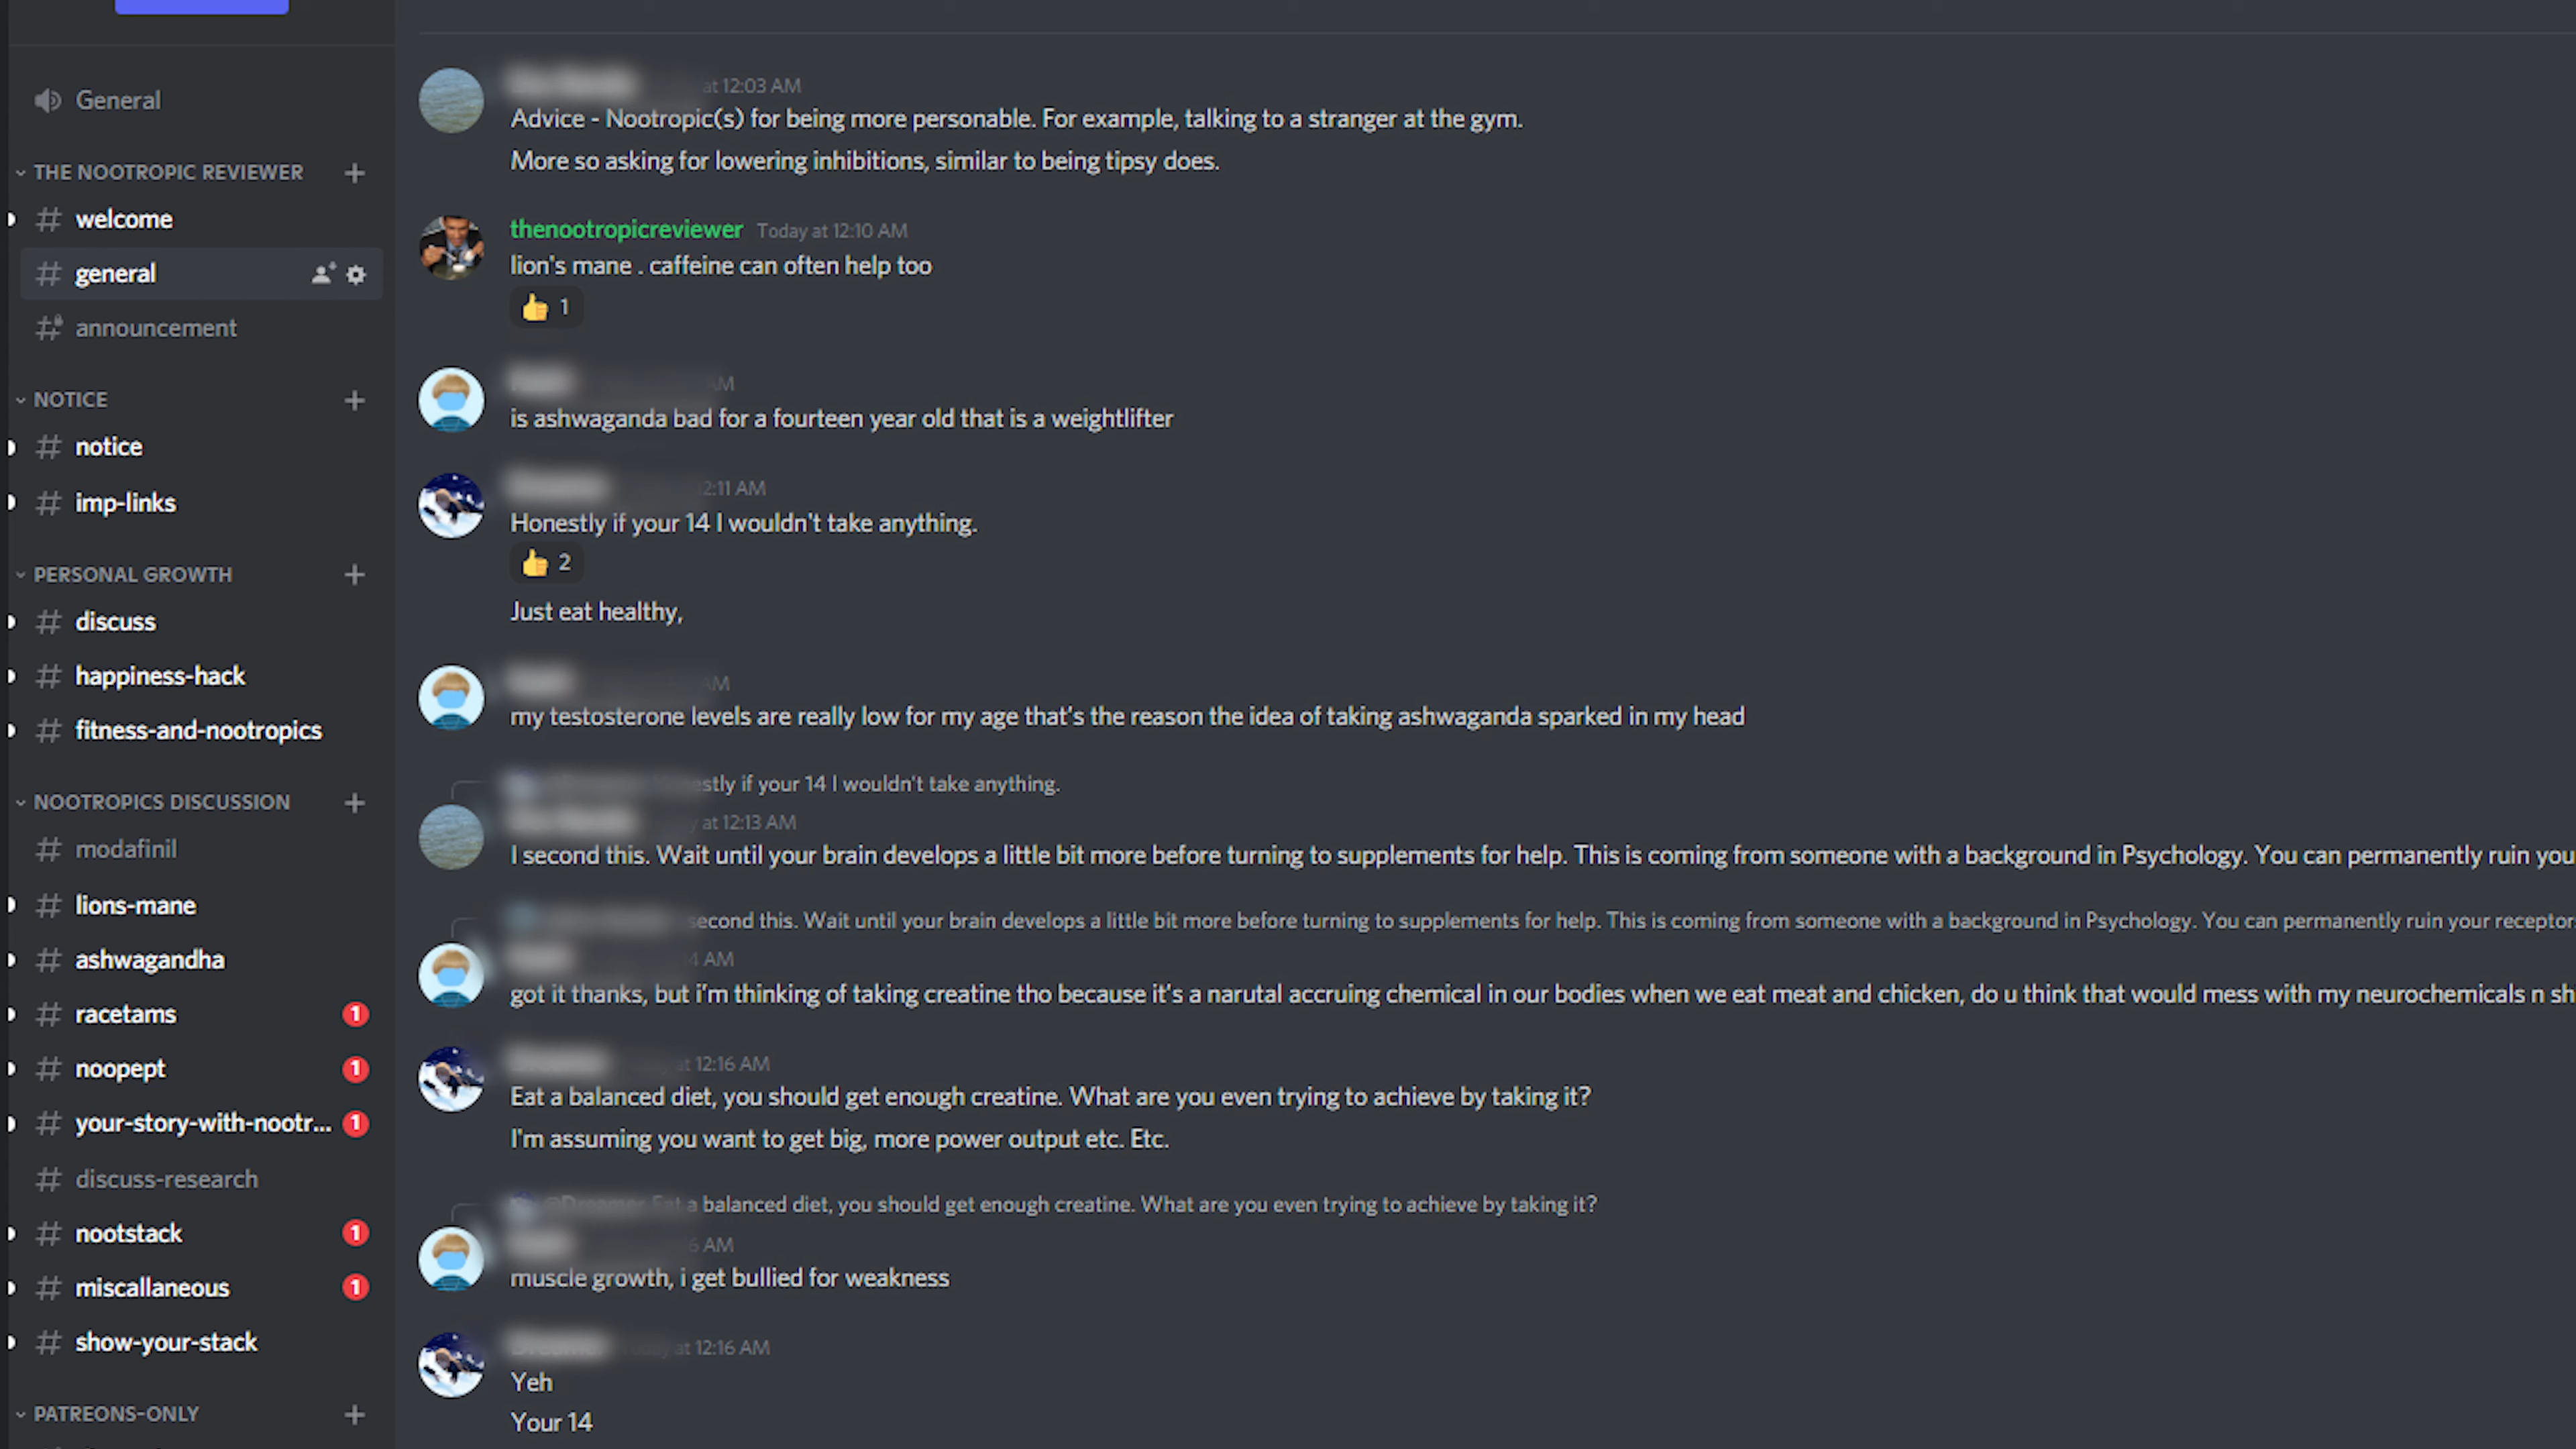 General
THE NOOTROPIC REVIEWER
welcome
general
announcement
NOTICE
notice
imp-links
PERSONAL GROWTH
discuss
happiness-hack
fitness-and-nootropics
NOOTROPICS DISCUSSION
modafinil
lions-mane
ashwagandha
racetams 1
noopept 1
your-story-with-nootr... 1
discuss-research
nootstack 1
miscallaneous 1
show-your-stack
PATREONS-ONLY
at 12:03 AM
Advice - Nootropic(s) for being more personable. For example, talking to a stranger at the gym.
More so asking for lowering inhibitions, similar to being tipsy does.
thenootropicreviewer Today at 12:10 AM
lion's mane . caffeine can often help too
1
AM
is ashwaganda bad for a fourteen year old that is a weightlifter
12:11 AM
Honestly if your 14 I wouldn't take anything.
2
Just eat healthy,
AM
my testosterone levels are really low for my age that's the reason the idea of taking ashwaganda sparked in my head
estly if your 14 I wouldn't take anything.
at 12:13 AM
I second this. Wait until your brain develops a little bit more before turning to supplements for help. This is coming from someone with a background in Psychology. You can permanently ruin you
second this. Wait until your brain develops a little bit more before turning to supplements for help. This is coming from someone with a background in Psychology. You can permanently ruin your receptor
4 AM
got it thanks, but i'm thinking of taking creatine tho because it's a narutal accruing chemical in our bodies when we eat meat and chicken, do u think that would mess with my neurochemicals n sh
at 12:16 AM
Eat a balanced diet, you should get enough creatine. What are you even trying to achieve by taking it?
I'm assuming you want to get big, more power output etc. Etc.
@Dreamer Eat a balanced diet, you should get enough creatine. What are you even trying to achieve by taking it?
6 AM
muscle growth, i get bullied for weakness
at 12:16 AM
Yeh
Your 14